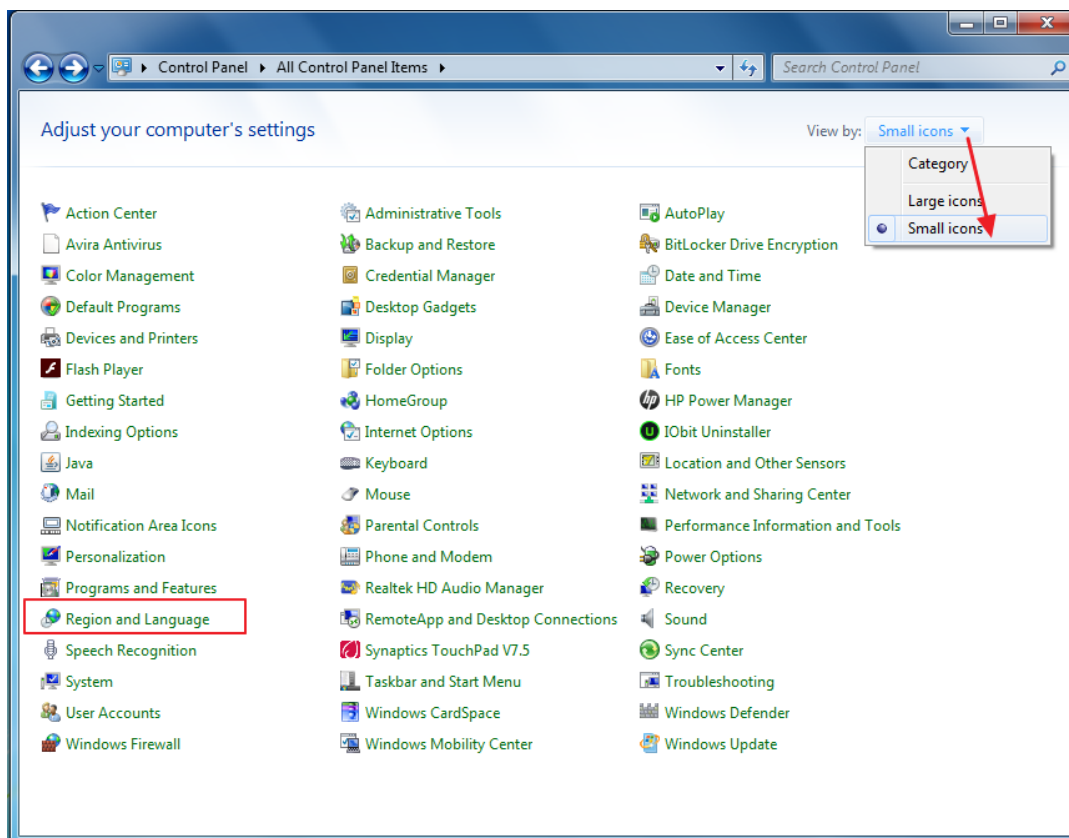 Control Panel All Control Panel Items Search Control Panel
Adjust your computer's settings View by: Small icons
Category
Large icons
Small icons
Action Center Administrative Tools AutoPlay
Avira Antivirus Backup and Restore BitLocker Drive Encryption
Color Management Credential Manager Date and Time
Default Programs Desktop Gadgets Device Manager
Devices and Printers Display Ease of Access Center
Flash Player Folder Options Fonts
Getting Started HomeGroup HP Power Manager
Indexing Options Internet Options IObit Uninstaller
Java Keyboard Location and Other Sensors
Mail Mouse Network and Sharing Center
Notification Area Icons Parental Controls Performance Information and Tools
Personalization Phone and Modem Power Options
Programs and Features Realtek HD Audio Manager Recovery
Region and Language RemoteApp and Desktop Connections Sound
Speech Recognition Synaptics TouchPad V7.5 Sync Center
System Taskbar and Start Menu Troubleshooting
User Accounts Windows CardSpace Windows Defender
Windows Firewall Windows Mobility Center Windows Update